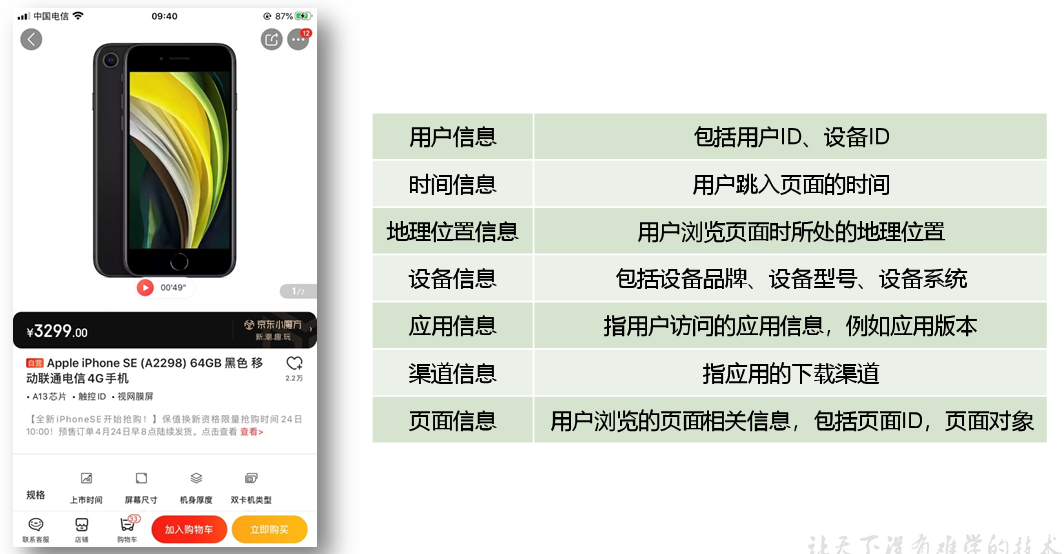 中国电信 09:40 87%
12
00'49"
1/7
¥3299.00
京东小魔方
新潮趣玩
自营 Apple iPhone SE (A2298) 64GB 黑色 移
动联通电信4G手机
2.2万
• A13芯片 • 触控ID • 视网膜屏
【全新iPhoneSE开始抢购！】保值换新资格限量抢购时间24日
10:00！预售订单4月24日早8点陆续发货。点击查看 查看>
规格 上市时间 屏幕尺寸 机身厚度 双卡机类型
联系客服 店铺 购物车 33 加入购物车 立即购买
用户信息 包括用户ID、设备ID
时间信息 用户跳入页面的时间
地理位置信息 用户浏览页面时所处的地理位置
设备信息 包括设备品牌、设备型号、设备系统
应用信息 指用户访问的应用信息，例如应用版本
渠道信息 指应用的下载渠道
页面信息 用户浏览的页面相关信息，包括页面ID，页面对象
让天下没有难学的技术